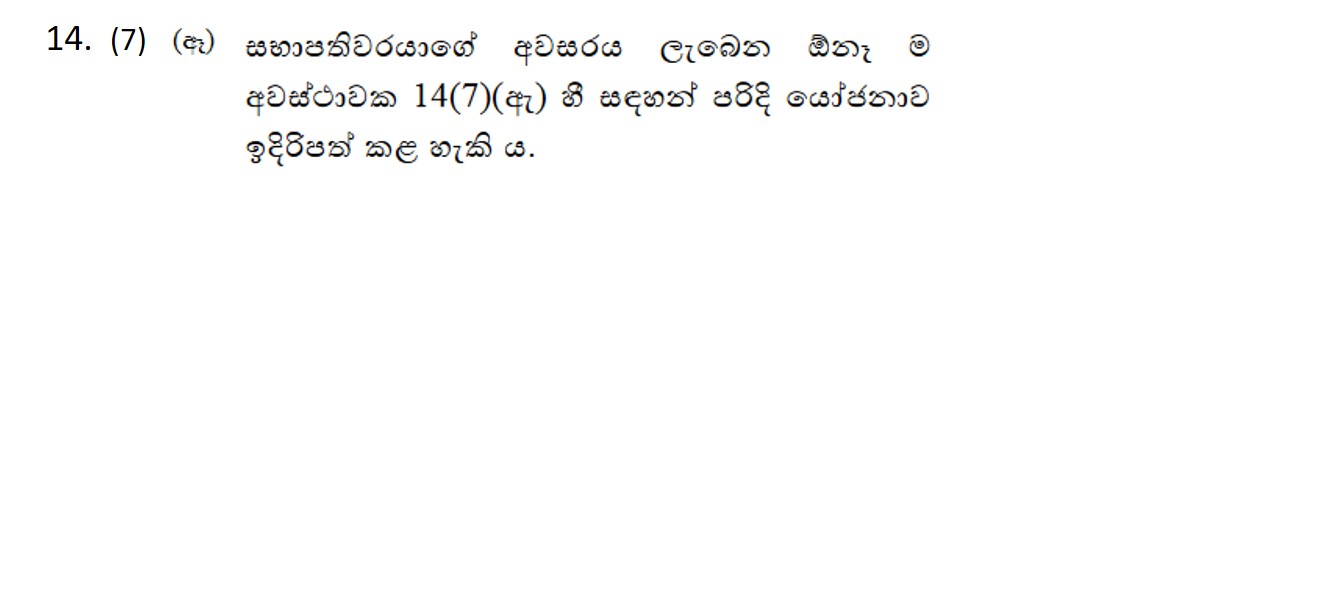 14. (7) (ඈ) සභාපතිවරයාගේ අවසරය ලැබෙන ඕනෑ ම
අවස්ථාවක 14(7)(ඇ) හී සඳහන් පරිදි යෝජනාව
ඉදිරිපත් කළ හැකි ය.